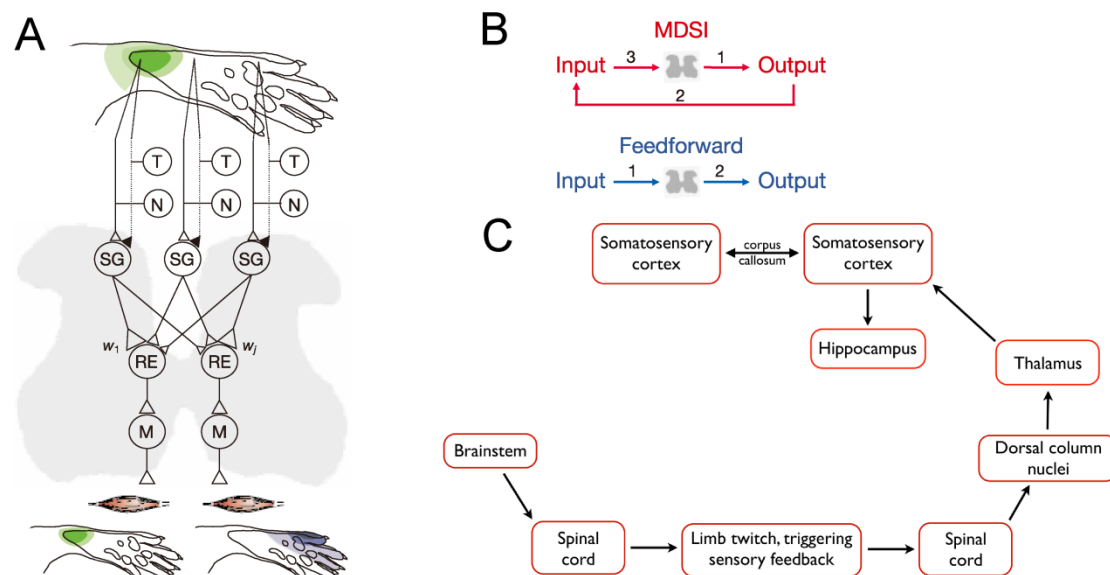 A
T
T
T
N
N
N
SG
SG
SG
w1
RE
RE
wj
M
M
B
MDSI
Input
3
1
Output
2
Feedforward
Input
1
2
Output
C
Somatosensory
cortex
corpus
callosum
Somatosensory
cortex
Hippocampus
Thalamus
Dorsal column
nuclei
Brainstem
Spinal
cord
Limb twitch, triggering
sensory feedback
Spinal
cord